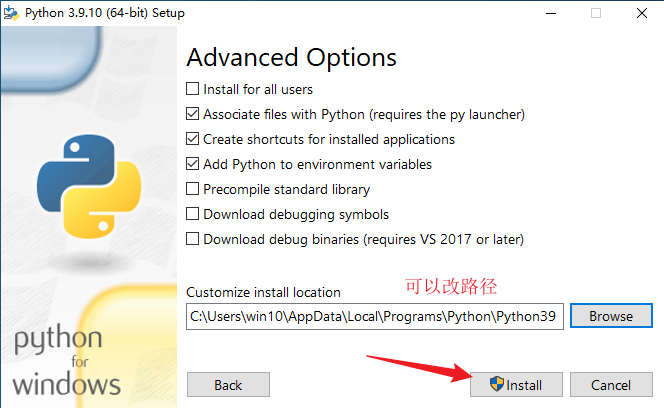 Python 3.9.10 (64-bit) Setup
Advanced Options
Install for all users
Associate files with Python (requires the py launcher)
Create shortcuts for installed applications
Add Python to environment variables
Precompile standard library
Download debugging symbols
Download debug binaries (requires VS 2017 or later)
可以改路径
Customize install location
C:\Users\win10\AppData\Local\Programs\Python\Python39
Browse
python
for
windows
Back
Install
Cancel